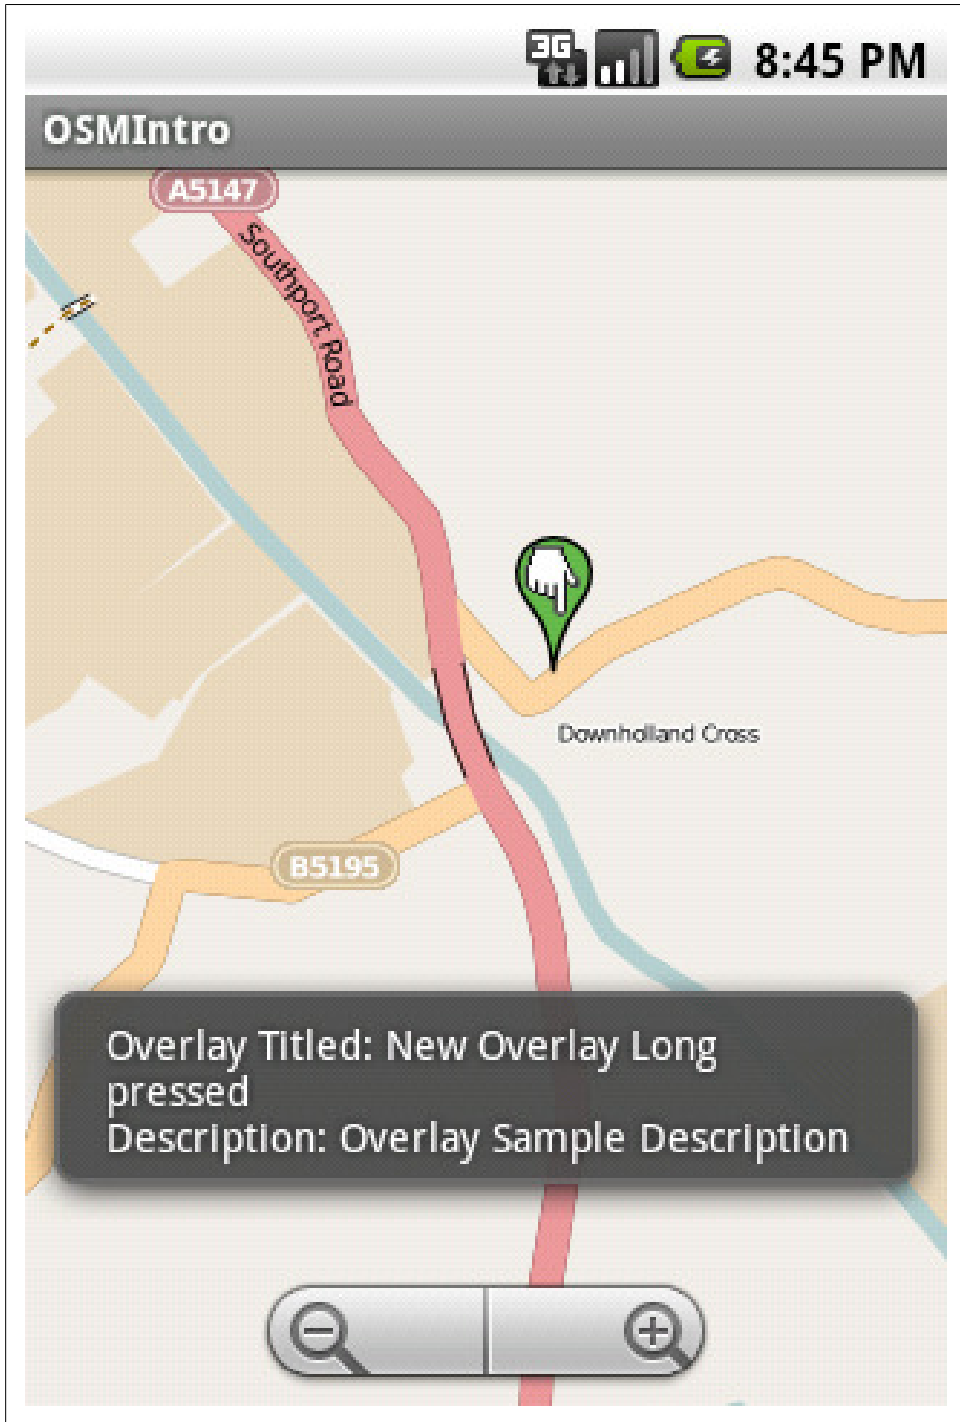 3G 8:45 PM
OSMIntro
A5147
Southport Road
Downholland Cross
B5195
Overlay Titled: New Overlay Long
pressed
Description: Overlay Sample Description